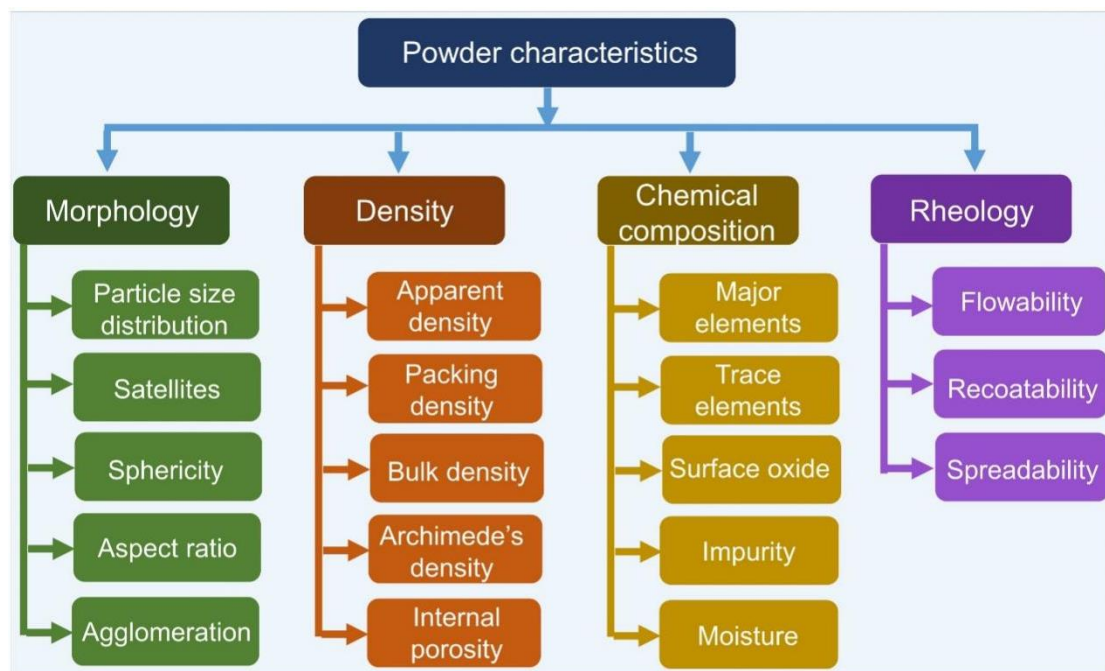 Powder characteristics
Morphology
Particle size
distribution
Satellites
Sphericity
Aspect ratio
Agglomeration
Density
Apparent
density
Packing
density
Bulk density
Archimede's
density
Internal
porosity
Chemical
composition
Major
elements
Trace
elements
Surface oxide
Impurity
Moisture
Rheology
Flowability
Recoatability
Spreadability